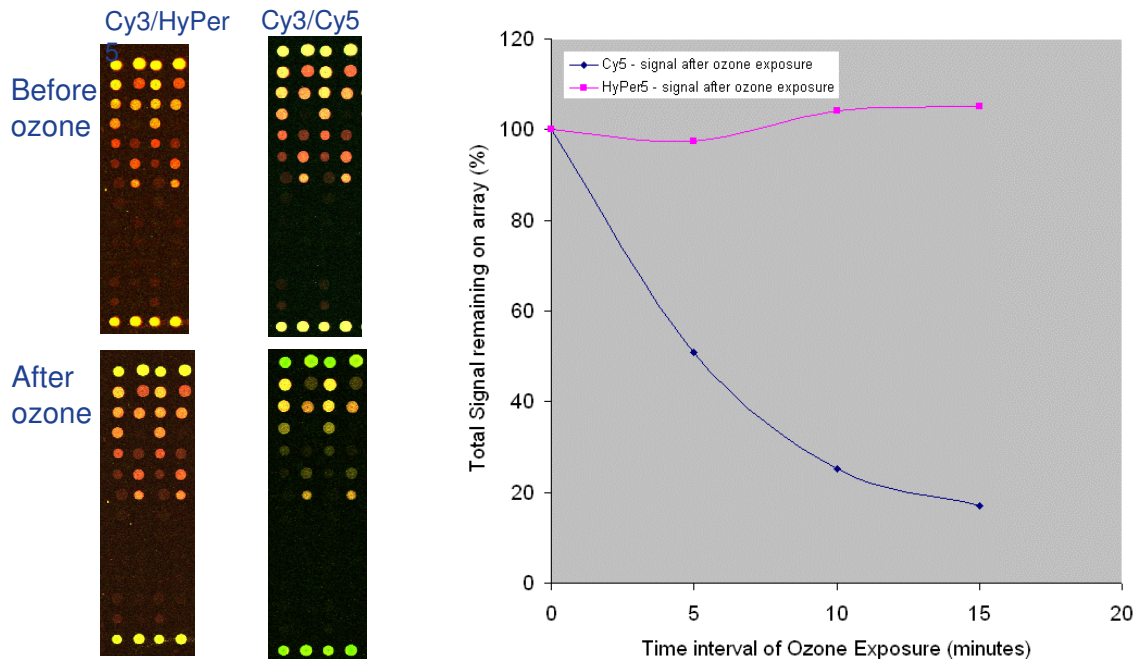 Cy3/HyPer
5
Cy3/Cy5
Before
ozone
After
ozone
120
100
80
60
40
20
0
Cy5 - signal after ozone exposure
HyPer5 - signal after ozone exposure
Total Signal remaining on array (%)
0 5 10 15 20
Time interval of Ozone Exposure (minutes)